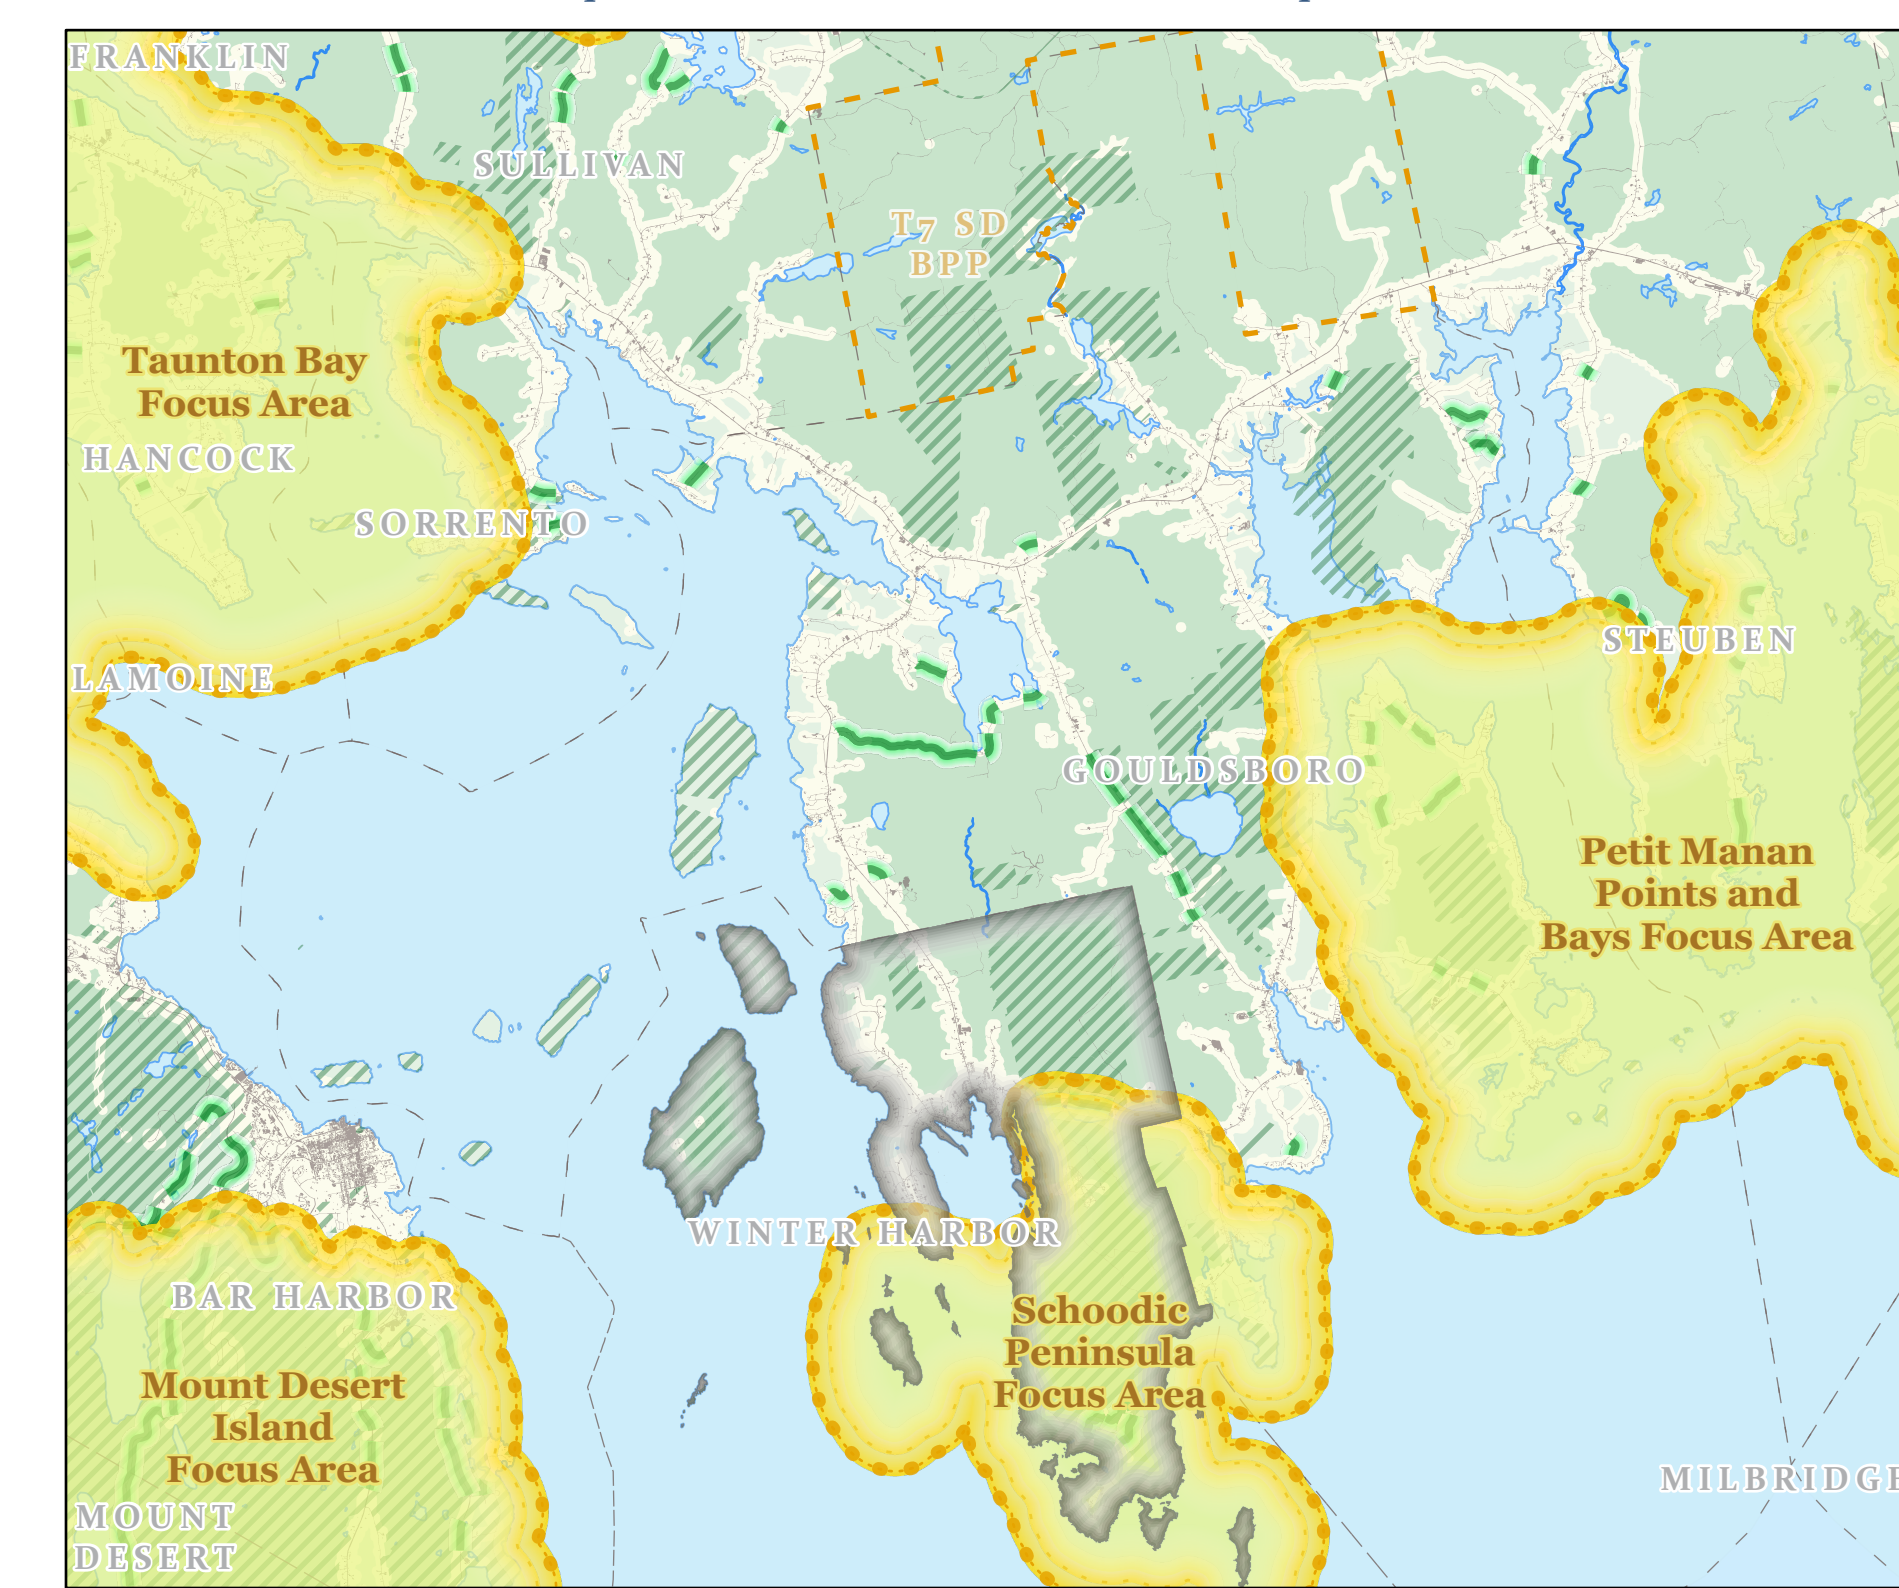 FRANKLIN
SULLIVAN
T7 SD
BPP
Taunton Bay
Focus Area
HANCOCK
SORRENTO
STEUBEN
LAMOINE
GOULDSBORO
Petit Manan
Points and
Bays Focus Area
WINTER HARBOR
BAR HARBOR
Schoodic
Peninsula
Focus Area
Mount Desert
Island
Focus Area
MILBRIDGE
MOUNT
DESERT